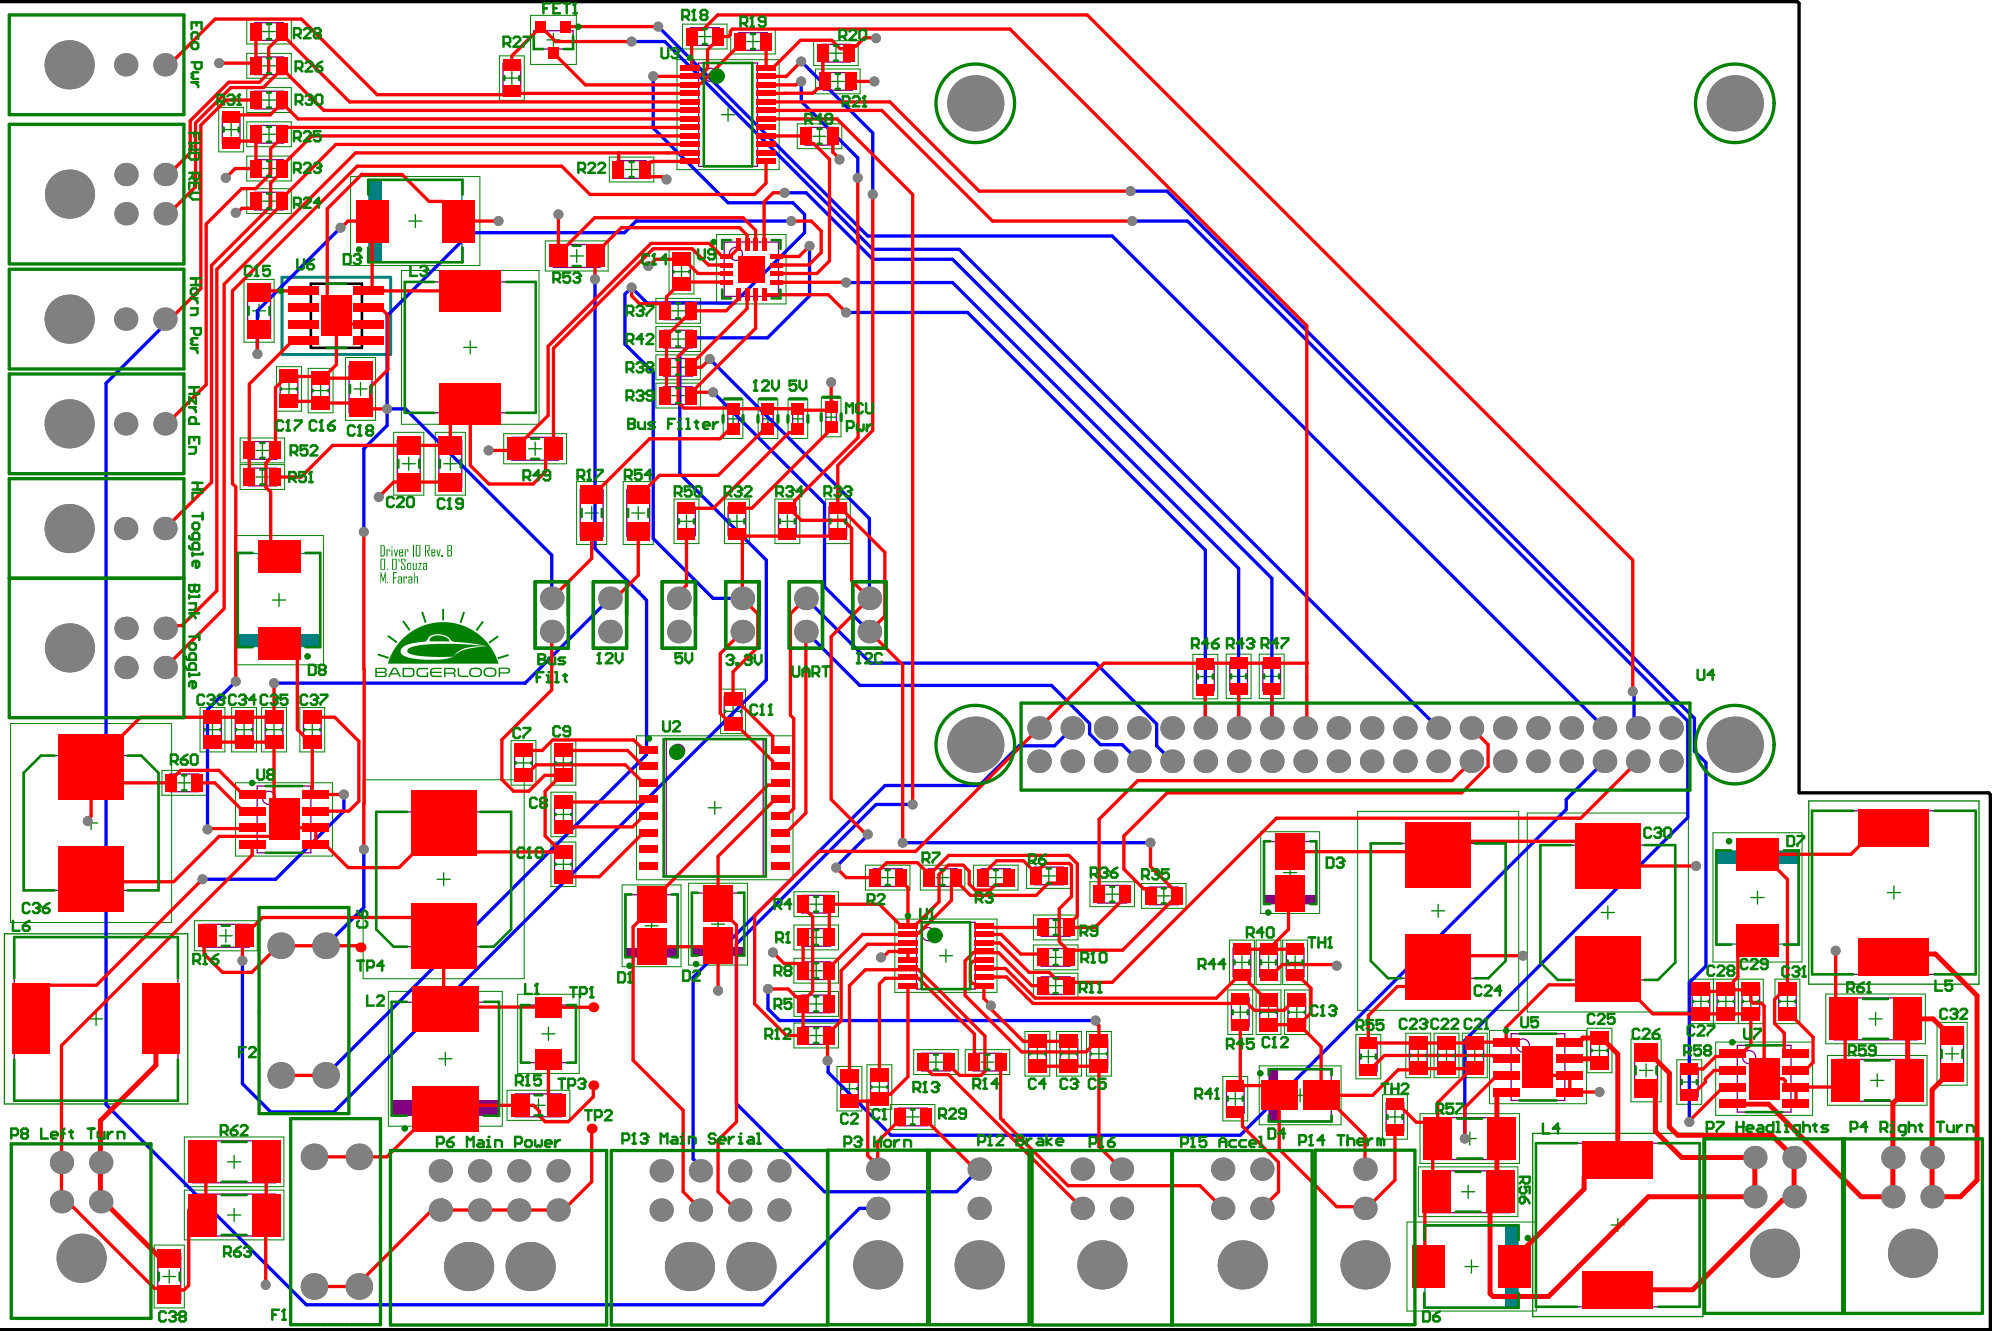 FET1
R18
R19
R20
Eco Pwr
R28
R27
U3
R26
R31
R30
R21
R48
FWD REV
R25
R23
R22
R24
D3
U6
L3
C15
R53
C14
U9
Horn Pwr
R37
R42
R38
R39
12V 5V
MCU
Pwr
Bus Filter
Hzrd En
C17
C16
C18
R52
R51
C20
C19
R49
R17
R54
R50
R32
R34
R33
HL Toggle
Driver IO Rev. B
D. D'Souza
M. Farah
BADGERLOOP
Blnk Toggle
D8
Bus
Filt
12V
5V
3.3V
UART
I2C
R46
R43
R47
U4
C33
C34
C35
C37
C11
U2
C7
C9
R60
U8
C8
C10
C36
L6
R16
C3
TP4
F2
L2
L1
TP1
R15
TP3
TP2
D1
D2
R4
R1
R8
R5
R12
R2
R7
R3
R6
U1
R36
R35
R9
R10
R11
R13
R14
R29
C2
C1
C4
C3
C5
D3
R40
TH1
R44
R45
C12
C13
R41
D4
C24
C30
D7
R55
C23
C22
C21
U5
C25
C26
TH2
R57
R56
L4
D6
C27
C28
C29
C31
U7
R58
R61
R59
L5
C32
P8 Left Turn
R62
R63
C38
F1
P6 Main Power
P13 Main Serial
P3 Horn
P12 Brake
P16
P15 Accel
P14 Therm
P7 Headlights
P4 Right Turn